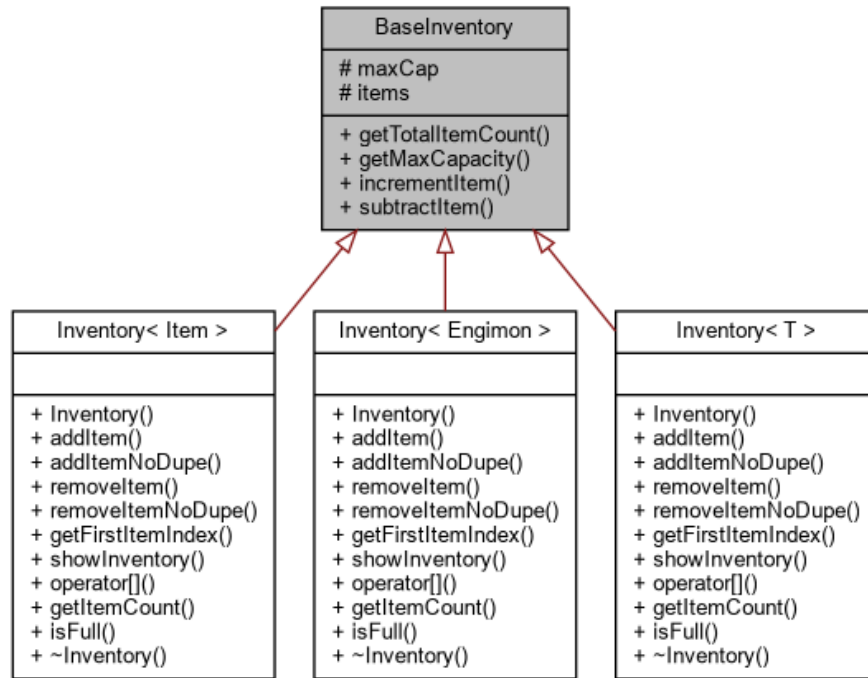 BaseInventory
# maxCap
# items
+ getTotalItemCount()
+ getMaxCapacity()
+ incrementItem()
+ subtractItem()
Inventory< Item >
+ Inventory()
+ addItem()
+ addItemNoDupe()
+ removeItem()
+ removeItemNoDupe()
+ getFirstItemIndex()
+ showInventory()
+ operator[]()
+ getItemCount()
+ isFull()
+ ~Inventory()
Inventory< Engimon >
+ Inventory()
+ addItem()
+ addItemNoDupe()
+ removeItem()
+ removeItemNoDupe()
+ getFirstItemIndex()
+ showInventory()
+ operator[]()
+ getItemCount()
+ isFull()
+ ~Inventory()
Inventory< T >
+ Inventory()
+ addItem()
+ addItemNoDupe()
+ removeItem()
+ removeItemNoDupe()
+ getFirstItemIndex()
+ showInventory()
+ operator[]()
+ getItemCount()
+ isFull()
+ ~Inventory()